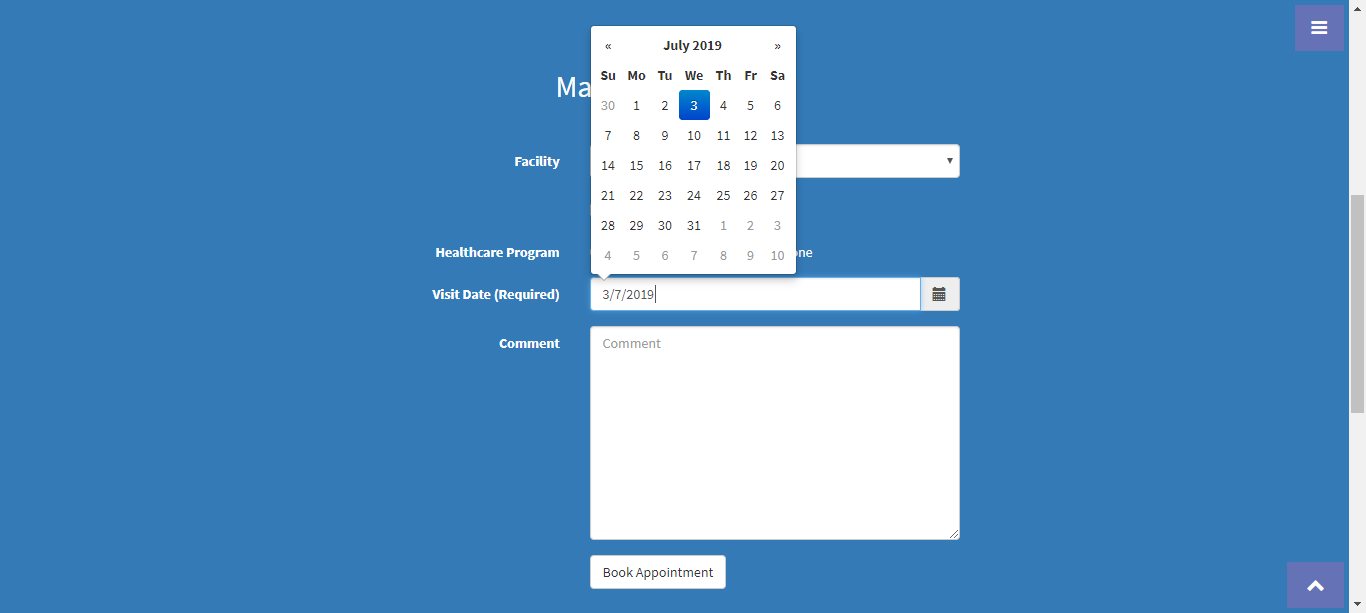 « July 2019 »
Su Mo Tu We Th Fr Sa
30 1 2 3 4 5 6
7 8 9 10 11 12 13
14 15 16 17 18 19 20
21 22 23 24 25 26 27
28 29 30 31 1 2 3
4 5 6 7 8 9 10
Ma
Facility
Healthcare Program
one
Visit Date (Required)
3/7/2019
Comment
Comment
Book Appointment